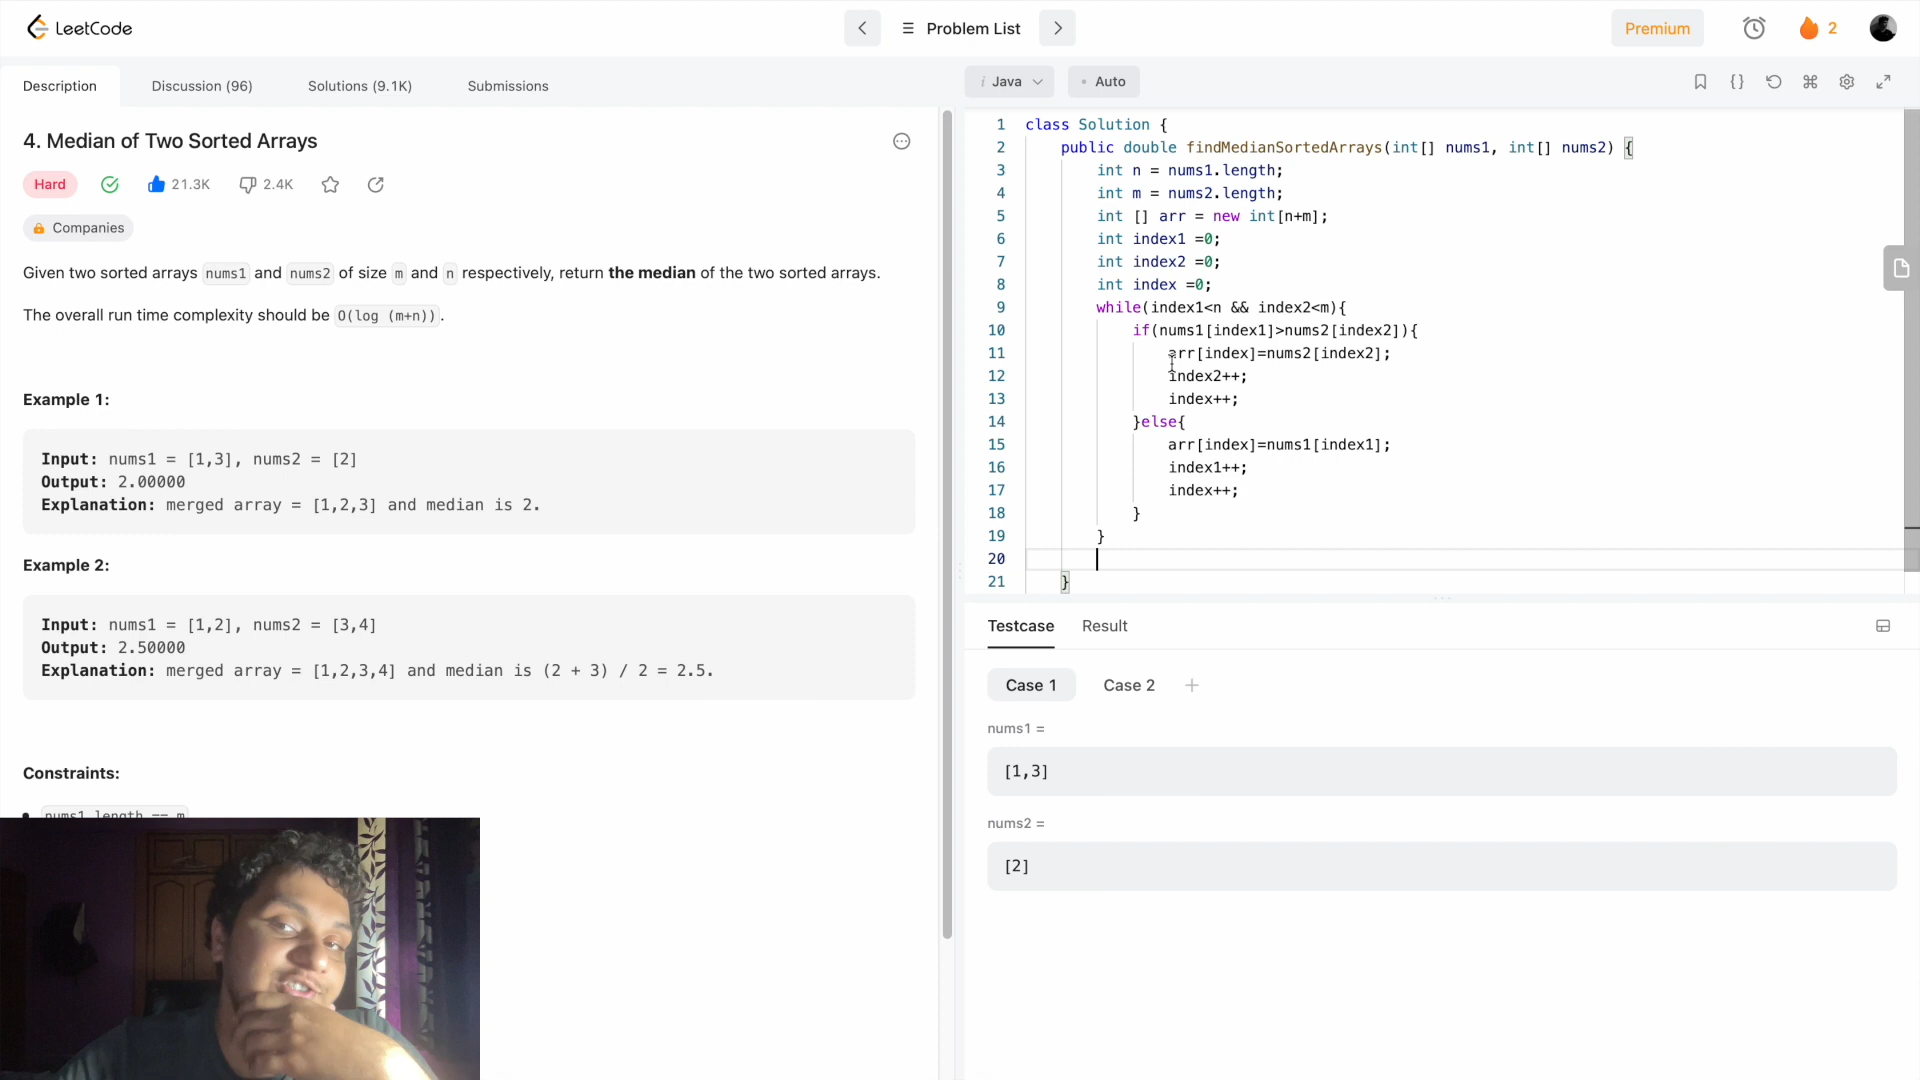 LeetCode
Problem List
Premium
2
Description
Discussion (96)
Solutions (9.1K)
Submissions
4. Median of Two Sorted Arrays
Hard
21.3K
2.4K
Companies
Given two sorted arrays nums1 and nums2 of size m and n respectively, return the median of the two sorted arrays.
The overall run time complexity should be O(log (m+n)).
Example 1:
Input: nums1 = [1,3], nums2 = [2]
Output: 2.00000
Explanation: merged array = [1,2,3] and median is 2.
Example 2:
Input: nums1 = [1,2], nums2 = [3,4]
Output: 2.50000
Explanation: merged array = [1,2,3,4] and median is (2 + 3) / 2 = 2.5.
Constraints:
nums1.length == m
i Java
Auto
1 class Solution {
2 public double findMedianSortedArrays(int[] nums1, int[] nums2) {
3 int n = nums1.length;
4 int m = nums2.length;
5 int [] arr = new int[n+m];
6 int index1 =0;
7 int index2 =0;
8 int index =0;
9 while(index1<n && index2<m){
10 if(nums1[index1]>nums2[index2]){
11 arr[index]=nums2[index2];
12 index2++;
13 index++;
14 }else{
15 arr[index]=nums1[index1];
16 index1++;
17 index++;
18 }
19 }
20
21 }
Testcase
Result
Case 1
Case 2
nums1 =
[1,3]
nums2 =
[2]